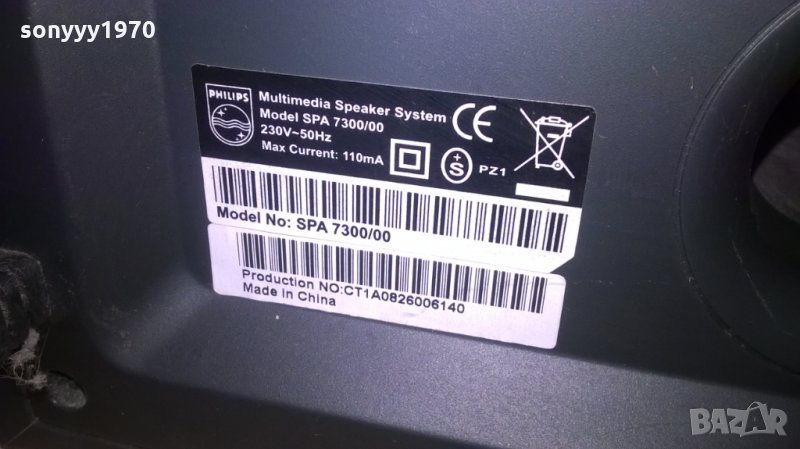 sonyyy1970
PHILIPS
Multimedia Speaker System
Model SPA 7300/00
230V~50Hz
Max Current: 110mA
CE
S
PZ1
Model No: SPA 7300/00
Production NO:CT1A0826006140
Made in China
BAZAR